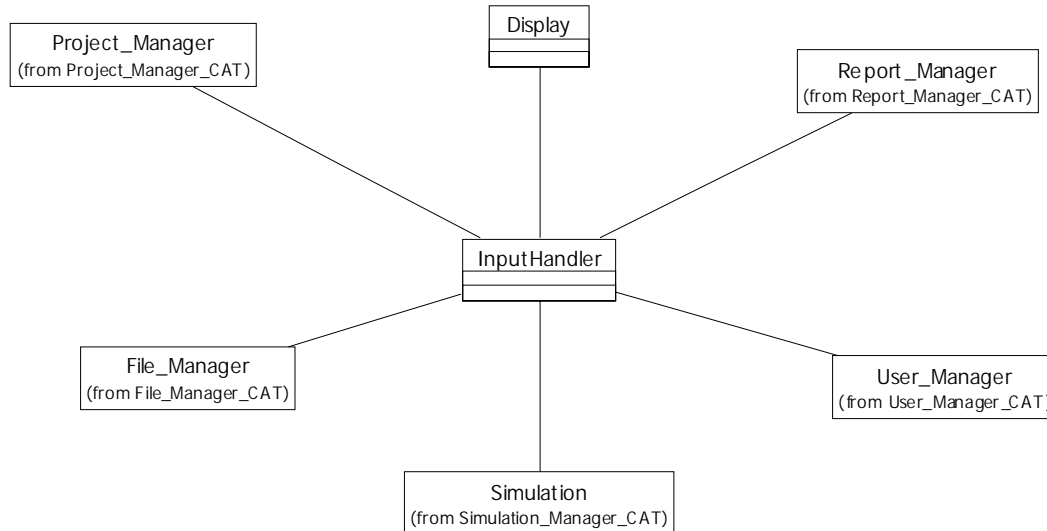 Display
Project_Manager
(from Project_Manager_CAT)
Report_Manager
(from Report_Manager_CAT)
InputHandler
File_Manager
(from File_Manager_CAT)
User_Manager
(from User_Manager_CAT)
Simulation
(from Simulation_Manager_CAT)